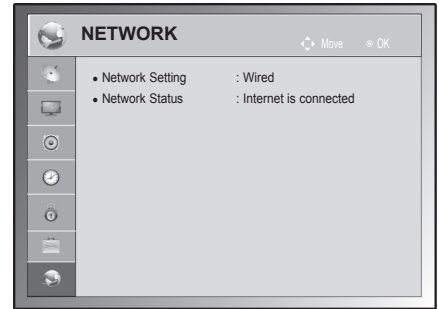 NETWORK
Move OK
• Network Setting : Wired
• Network Status : Internet is connected